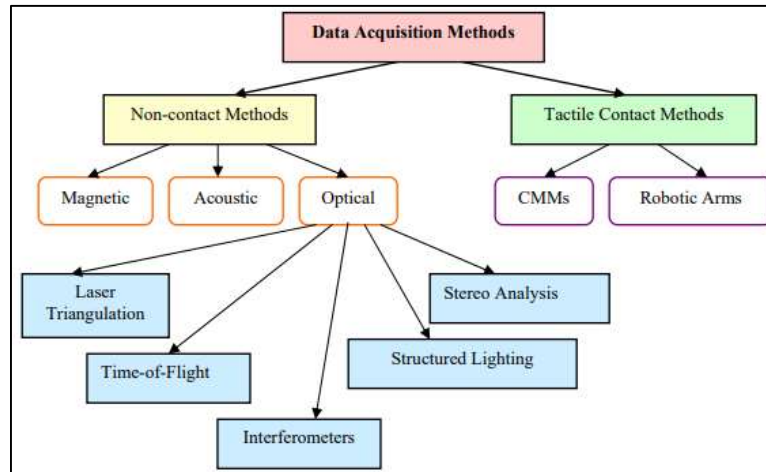 Data Acquisition Methods
Non-contact Methods
Tactile Contact Methods
Magnetic
Acoustic
Optical
CMMs
Robotic Arms
Laser
Triangulation
Stereo Analysis
Time-of-Flight
Structured Lighting
Interferometers